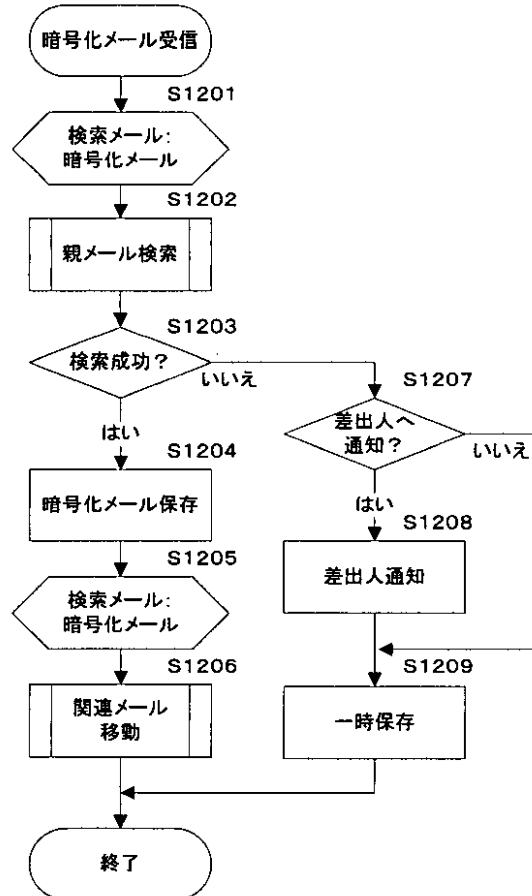 暗号化メール受信
S1201
検索メール:
暗号化メール
S1202
親メール検索
S1203
検索成功?
いいえ
はい
S1204
暗号化メール保存
S1205
検索メール:
暗号化メール
S1206
関連メール
移動
S1207
差出人へ
通知?
いいえ
はい
S1208
差出人通知
S1209
一時保存
終了